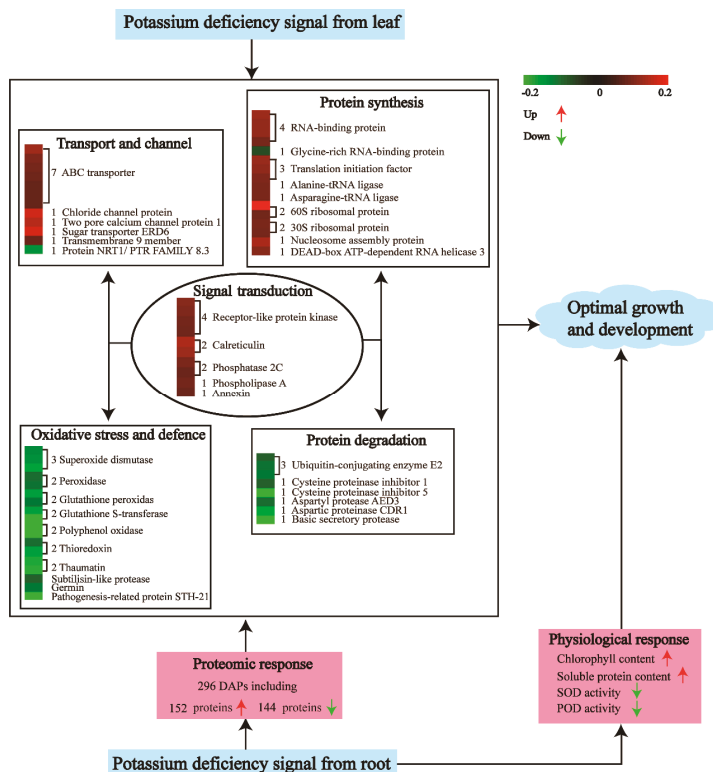 Potassium deficiency signal from leaf
-0.2 0 0.2
Up
Down
Transport and channel
7 ABC transporter
1 Chloride channel protein
1 Two pore calcium channel protein 1
1 Sugar transporter ERD6
1 Transmembrane 9 member
1 Protein NRT1/ PTR FAMILY 8.3
Protein synthesis
4 RNA-binding protein
1 Glycine-rich RNA-binding protein
3 Translation initiation factor
1 Alanine-tRNA ligase
1 Asparagine-tRNA ligase
2 60S ribosomal protein
2 30S ribosomal protein
1 Nucleosome assembly protein
1 DEAD-box ATP-dependent RNA helicase 3
Signal transduction
4 Receptor-like protein kinase
2 Calreticulin
2 Phosphatase 2C
1 Phospholipase A
1 Annexin
Optimal growth
and development
Oxidative stress and defence
3 Superoxide dismutase
2 Peroxidase
2 Glutathione peroxidas
2 Glutathione S-transferase
2 Polyphenol oxidase
2 Thioredoxin
2 Thaumatin
Subtilisin-like protease
Germin
Pathogenesis-related protein STH-21
Protein degradation
3 Ubiquitin-conjugating enzyme E2
1 Cysteine proteinase inhibitor 1
1 Cysteine proteinase inhibitor 5
1 Aspartyl protease AED3
1 Aspartic proteinase CDR1
1 Basic secretory protease
Proteomic response
296 DAPs including
152 proteins 144 proteins
Physiological response
Chlorophyll content
Soluble protein content
SOD activity
POD activity
Potassium deficiency signal from root